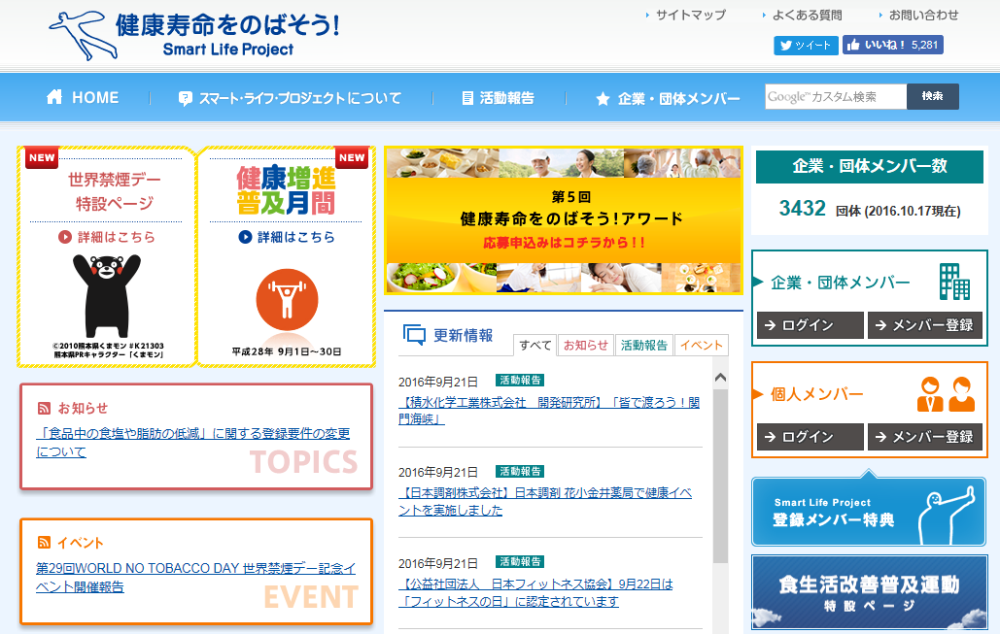 健康寿命をのばそう!
Smart Life Project
サイトマップ
よくある質問
お問い合わせ
ツイート
いいね! 5,281
HOME
スマート・ライフ・プロジェクトについて
活動報告
企業・団体メンバー
Google™カスタム検索
検索
NEW
世界禁煙デー
特設ページ
詳細はこちら
©2010熊本県くまモン #K21303
熊本県PRキャラクター「くまモン」
NEW
健康増進
普及月間
詳細はこちら
平成28年 9月1日〜30日
お知らせ
「食品中の食塩や脂肪の低減」に関する登録要件の変更
について
TOPICS
イベント
第29回WORLD NO TOBACCO DAY 世界禁煙デー記念イ
ベント開催報告
EVENT
第5回
健康寿命をのばそう!アワード
応募申込みはコチラから!!
更新情報
すべて
お知らせ
活動報告
イベント
2016年9月21日 活動報告
【積水化学工業株式会社 開発研究所】「皆で渡ろう!関
門海峡」
2016年9月21日 活動報告
【日本調剤株式会社】日本調剤 花小金井薬局で健康イベ
ントを実施しました
2016年9月21日 活動報告
【公益社団法人 日本フィットネス協会】9月22日は
「フィットネスの日」に認定されています
企業・団体メンバー数
3432 団体 (2016.10.17現在)
企業・団体メンバー
ログイン
メンバー登録
個人メンバー
ログイン
メンバー登録
Smart Life Project
登録メンバー特典
食生活改善普及運動
特設ページ